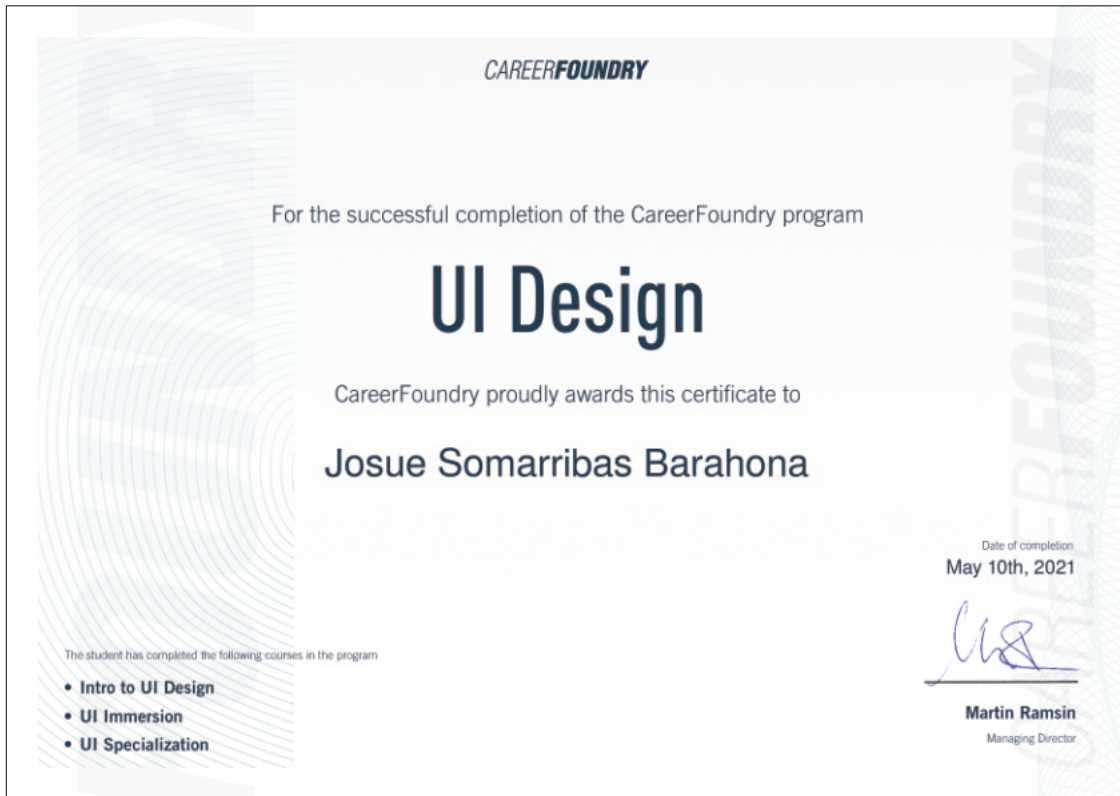 CAREERFOUNDRY
For the successful completion of the CareerFoundry program
UI Design
CareerFoundry proudly awards this certificate to
Josue Somarribas Barahona
Date of completion
May 10th, 2021
Martin Ramsin
Managing Director
The student has completed the following courses in the program
• Intro to UI Design
• UI Immersion
• UI Specialization
CAREERFOUNDRY
OUNDR